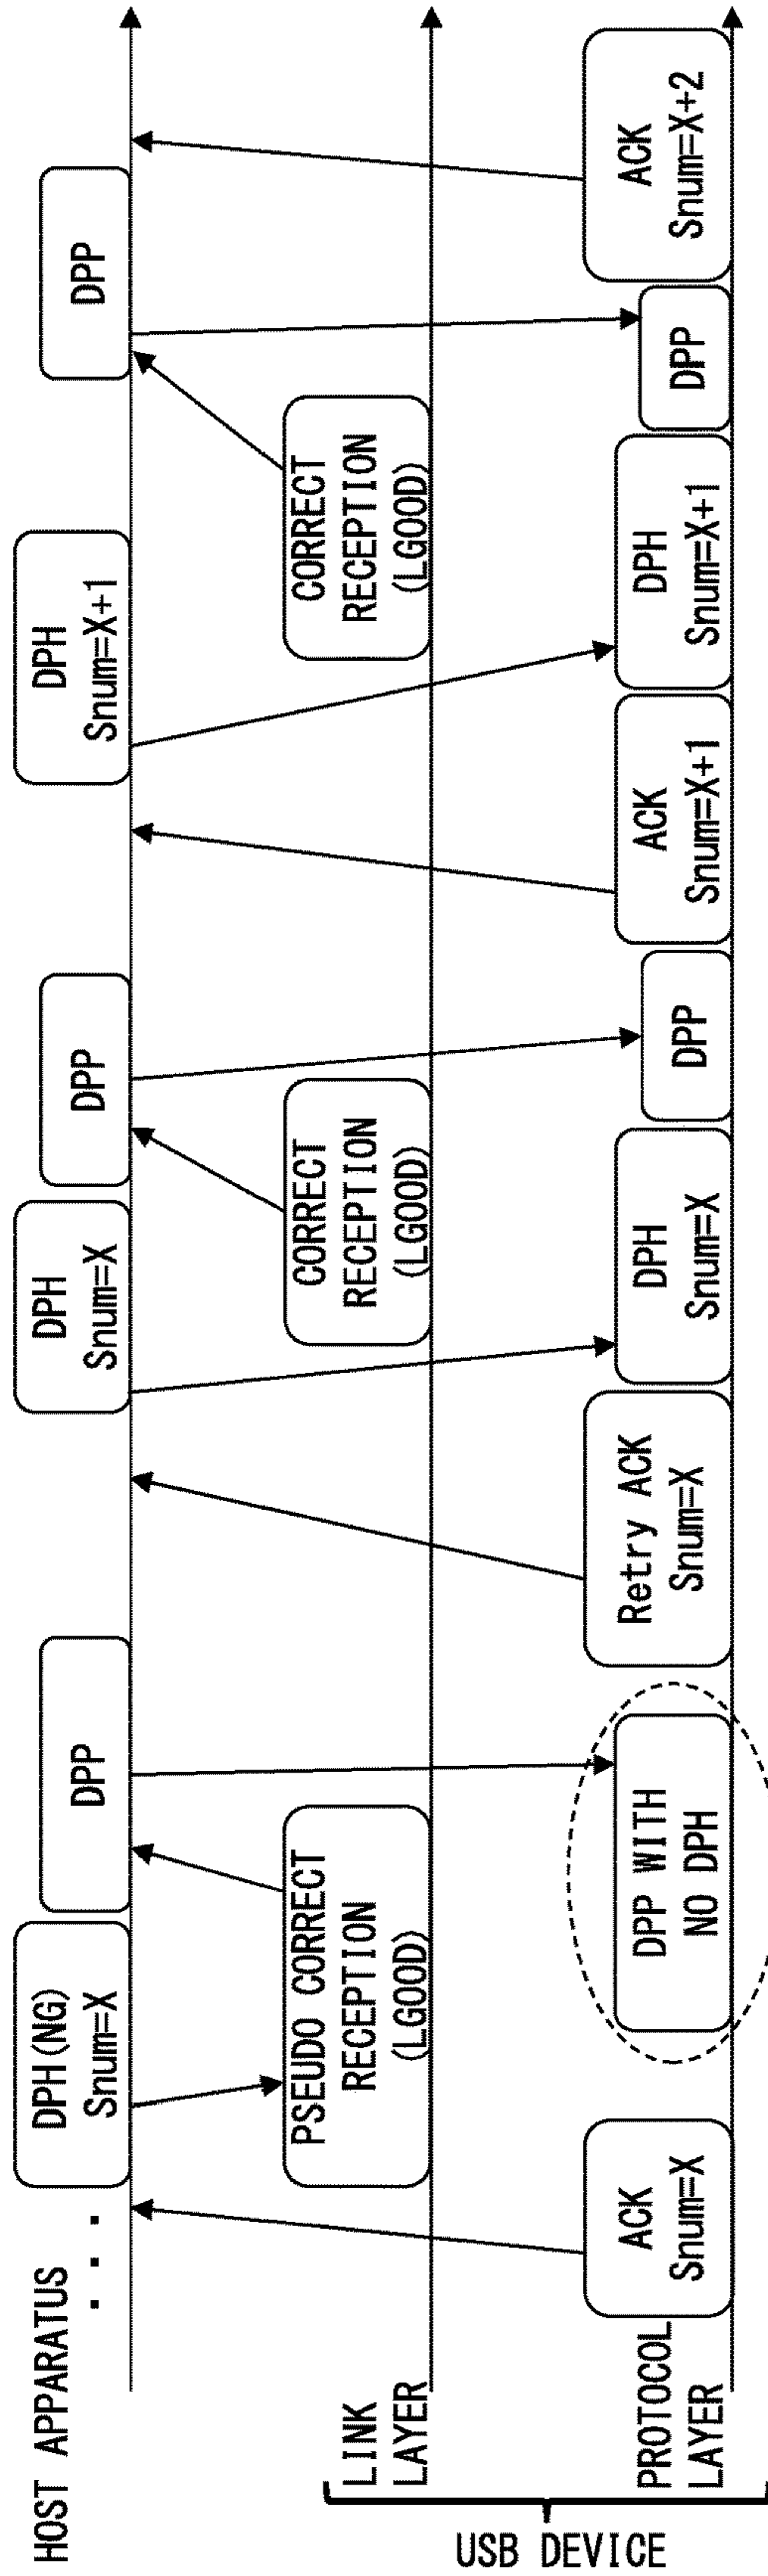 HOST APPARATUS
...
DPH(NG)
Snum=X
DPP
DPH
Snum=X
DPP
DPH
Snum=X+1
DPP
USB DEVICE
LINK
LAYER
PSEUDO CORRECT
RECEPTION
(LGOOD)
CORRECT
RECEPTION
(LGOOD)
CORRECT
RECEPTION
(LGOOD)
PROTOCOL
LAYER
ACK
Snum=X
DPP WITH
NO DPH
Retry ACK
Snum=X
DPH
Snum=X
DPP
ACK
Snum=X+1
DPH
Snum=X+1
DPP
ACK
Snum=X+2